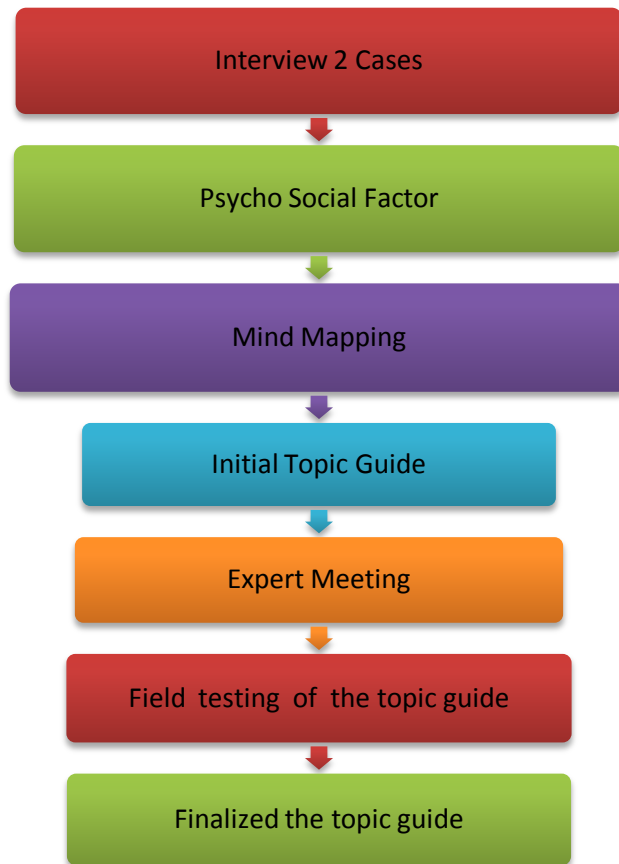 Interview 2 Cases
Psycho Social Factor
Mind Mapping
Initial Topic Guide
Expert Meeting
Field testing of the topic guide
Finalized the topic guide